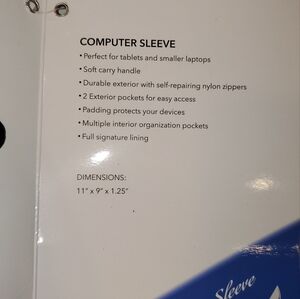 COMPUTER SLEEVE
• Perfect for tablets and smaller laptops
• Soft carry handle
• Durable exterior with self-repairing nylon zippers
• 2 Exterior pockets for easy access
• Padding protects your devices
• Multiple interior organization pockets
• Full signature lining
DIMENSIONS:
11" x 9" x 1.25"
Sleeve